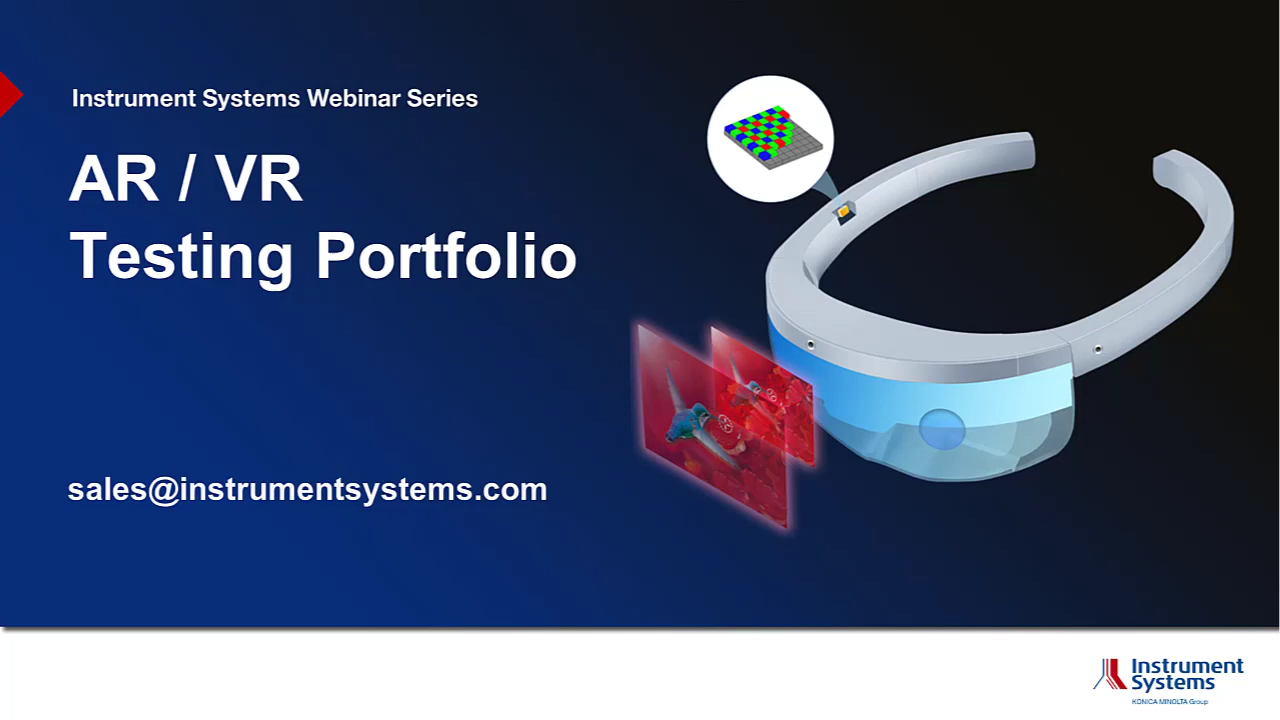 Instrument Systems Webinar Series
AR / VR
Testing Portfolio
sales@instrumentsystems.com
Instrument
Systems
KONICA MINOLTA Group